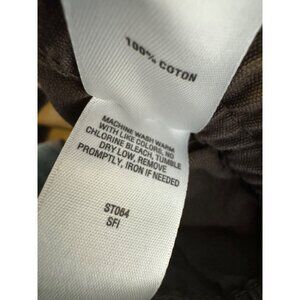 100% COTON
MACHINE WASH WARM
WITH LIKE COLORS, NO
CHLORINE BLEACH, TUMBLE
DRY LOW, REMOVE
PROMPTLY, IRON IF NEEDED
ST084
SFI